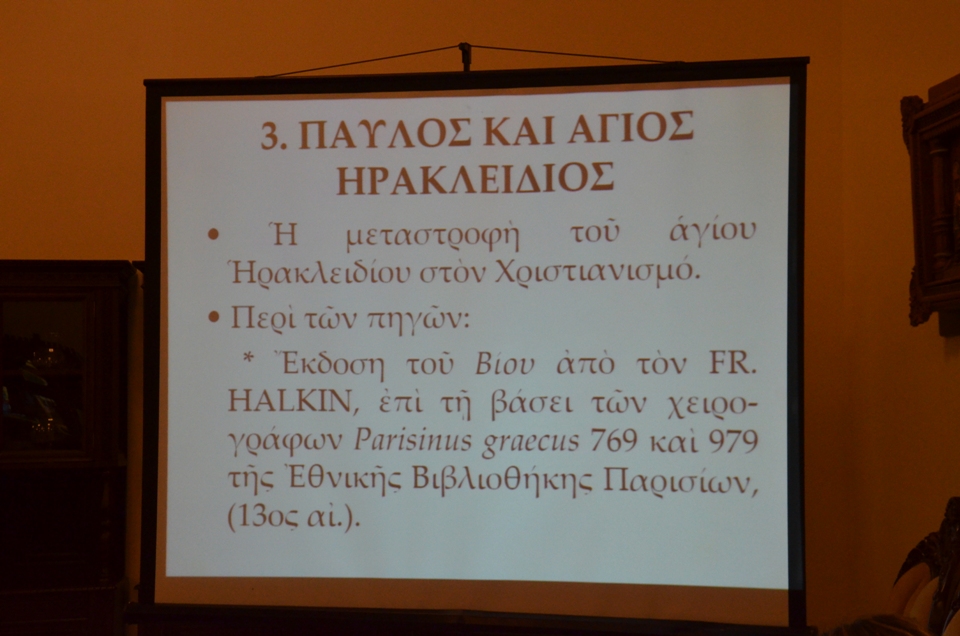 3. ΠΑΥΛΟΣ ΚΑΙ ΑΓΙΟΣ
ΗΡΑΚΛΕΙΔΙΟΣ
• Ἡ μεταστροφὴ τοῦ ἁγίου
Ἡρακλειδίου στὸν Χριστιανισμό.
• Περὶ τῶν πηγῶν:
* Ἔκδοση τοῦ Βίου ἀπὸ τὸν FR.
HALKIN, ἐπὶ τῇ βάσει τῶν χειρο-
γράφων Parisinus graecus 769 καὶ 979
τῆς Ἐθνικῆς Βιβλιοθήκης Παρισίων,
(13ος αἰ.).